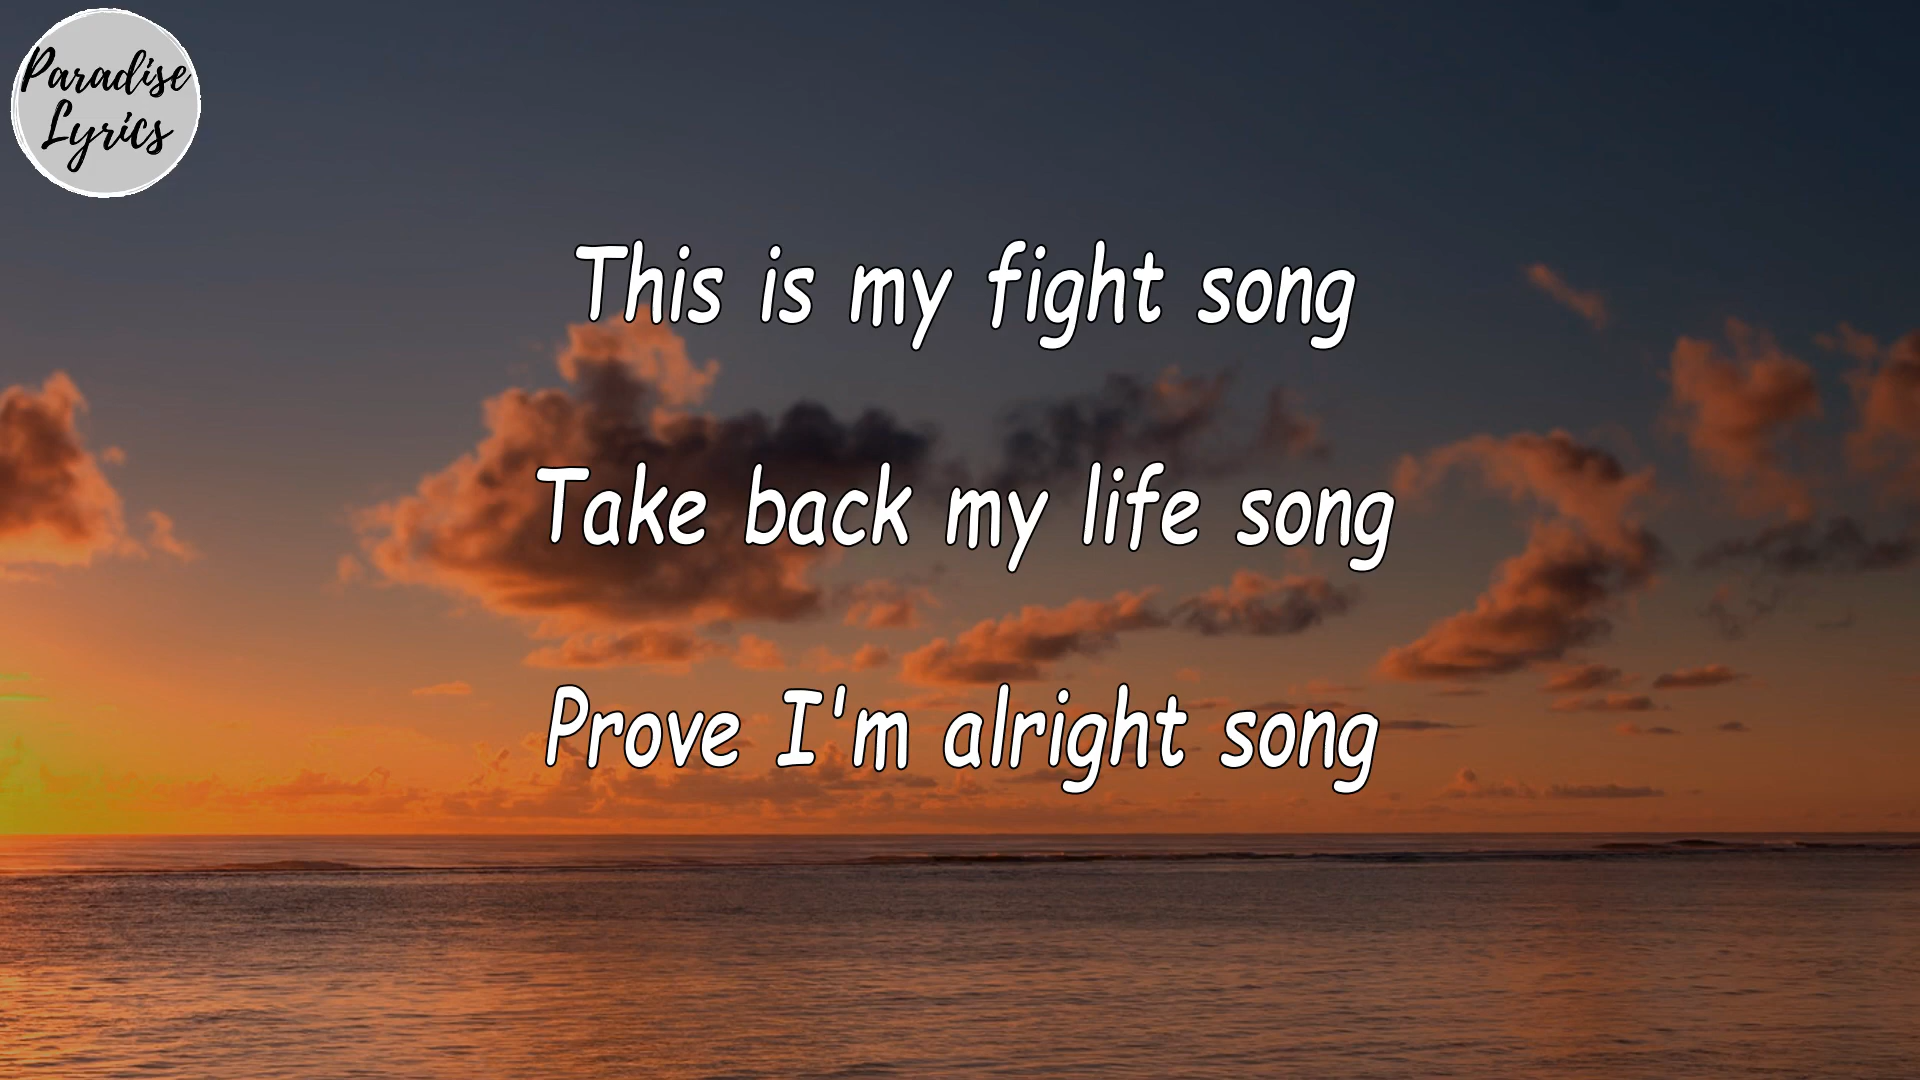 Paradise
Lyrics
This is my fight song
Take back my life song
Prove I'm alright song